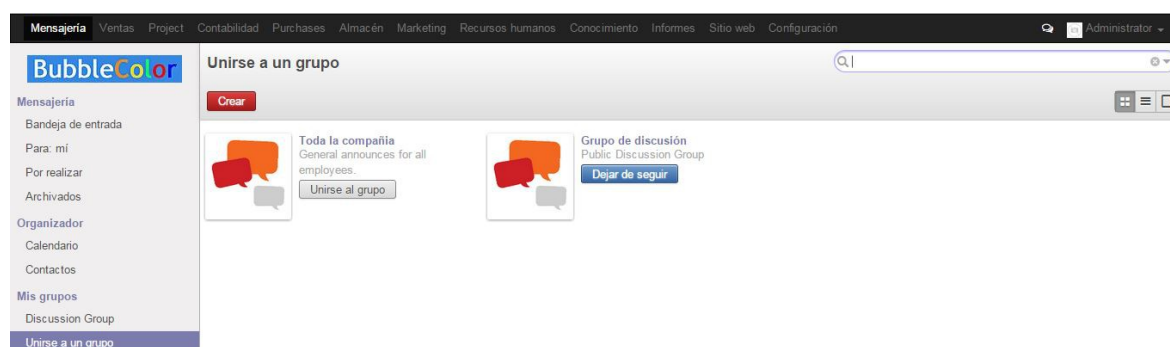 Mensajería Ventas Project Contabilidad Purchases Almacén Marketing Recursos humanos Conocimiento Informes Sitio web Configuración Administrator
BubbleColor
Unirse a un grupo
Crear
Mensajería
Bandeja de entrada
Para: mí
Por realizar
Archivados
Organizador
Calendario
Contactos
Mis grupos
Discussion Group
Unirse a un grupo
Toda la compañia
General announces for all
employees.
Unirse al grupo
Grupo de discusión
Public Discussion Group
Dejar de seguir